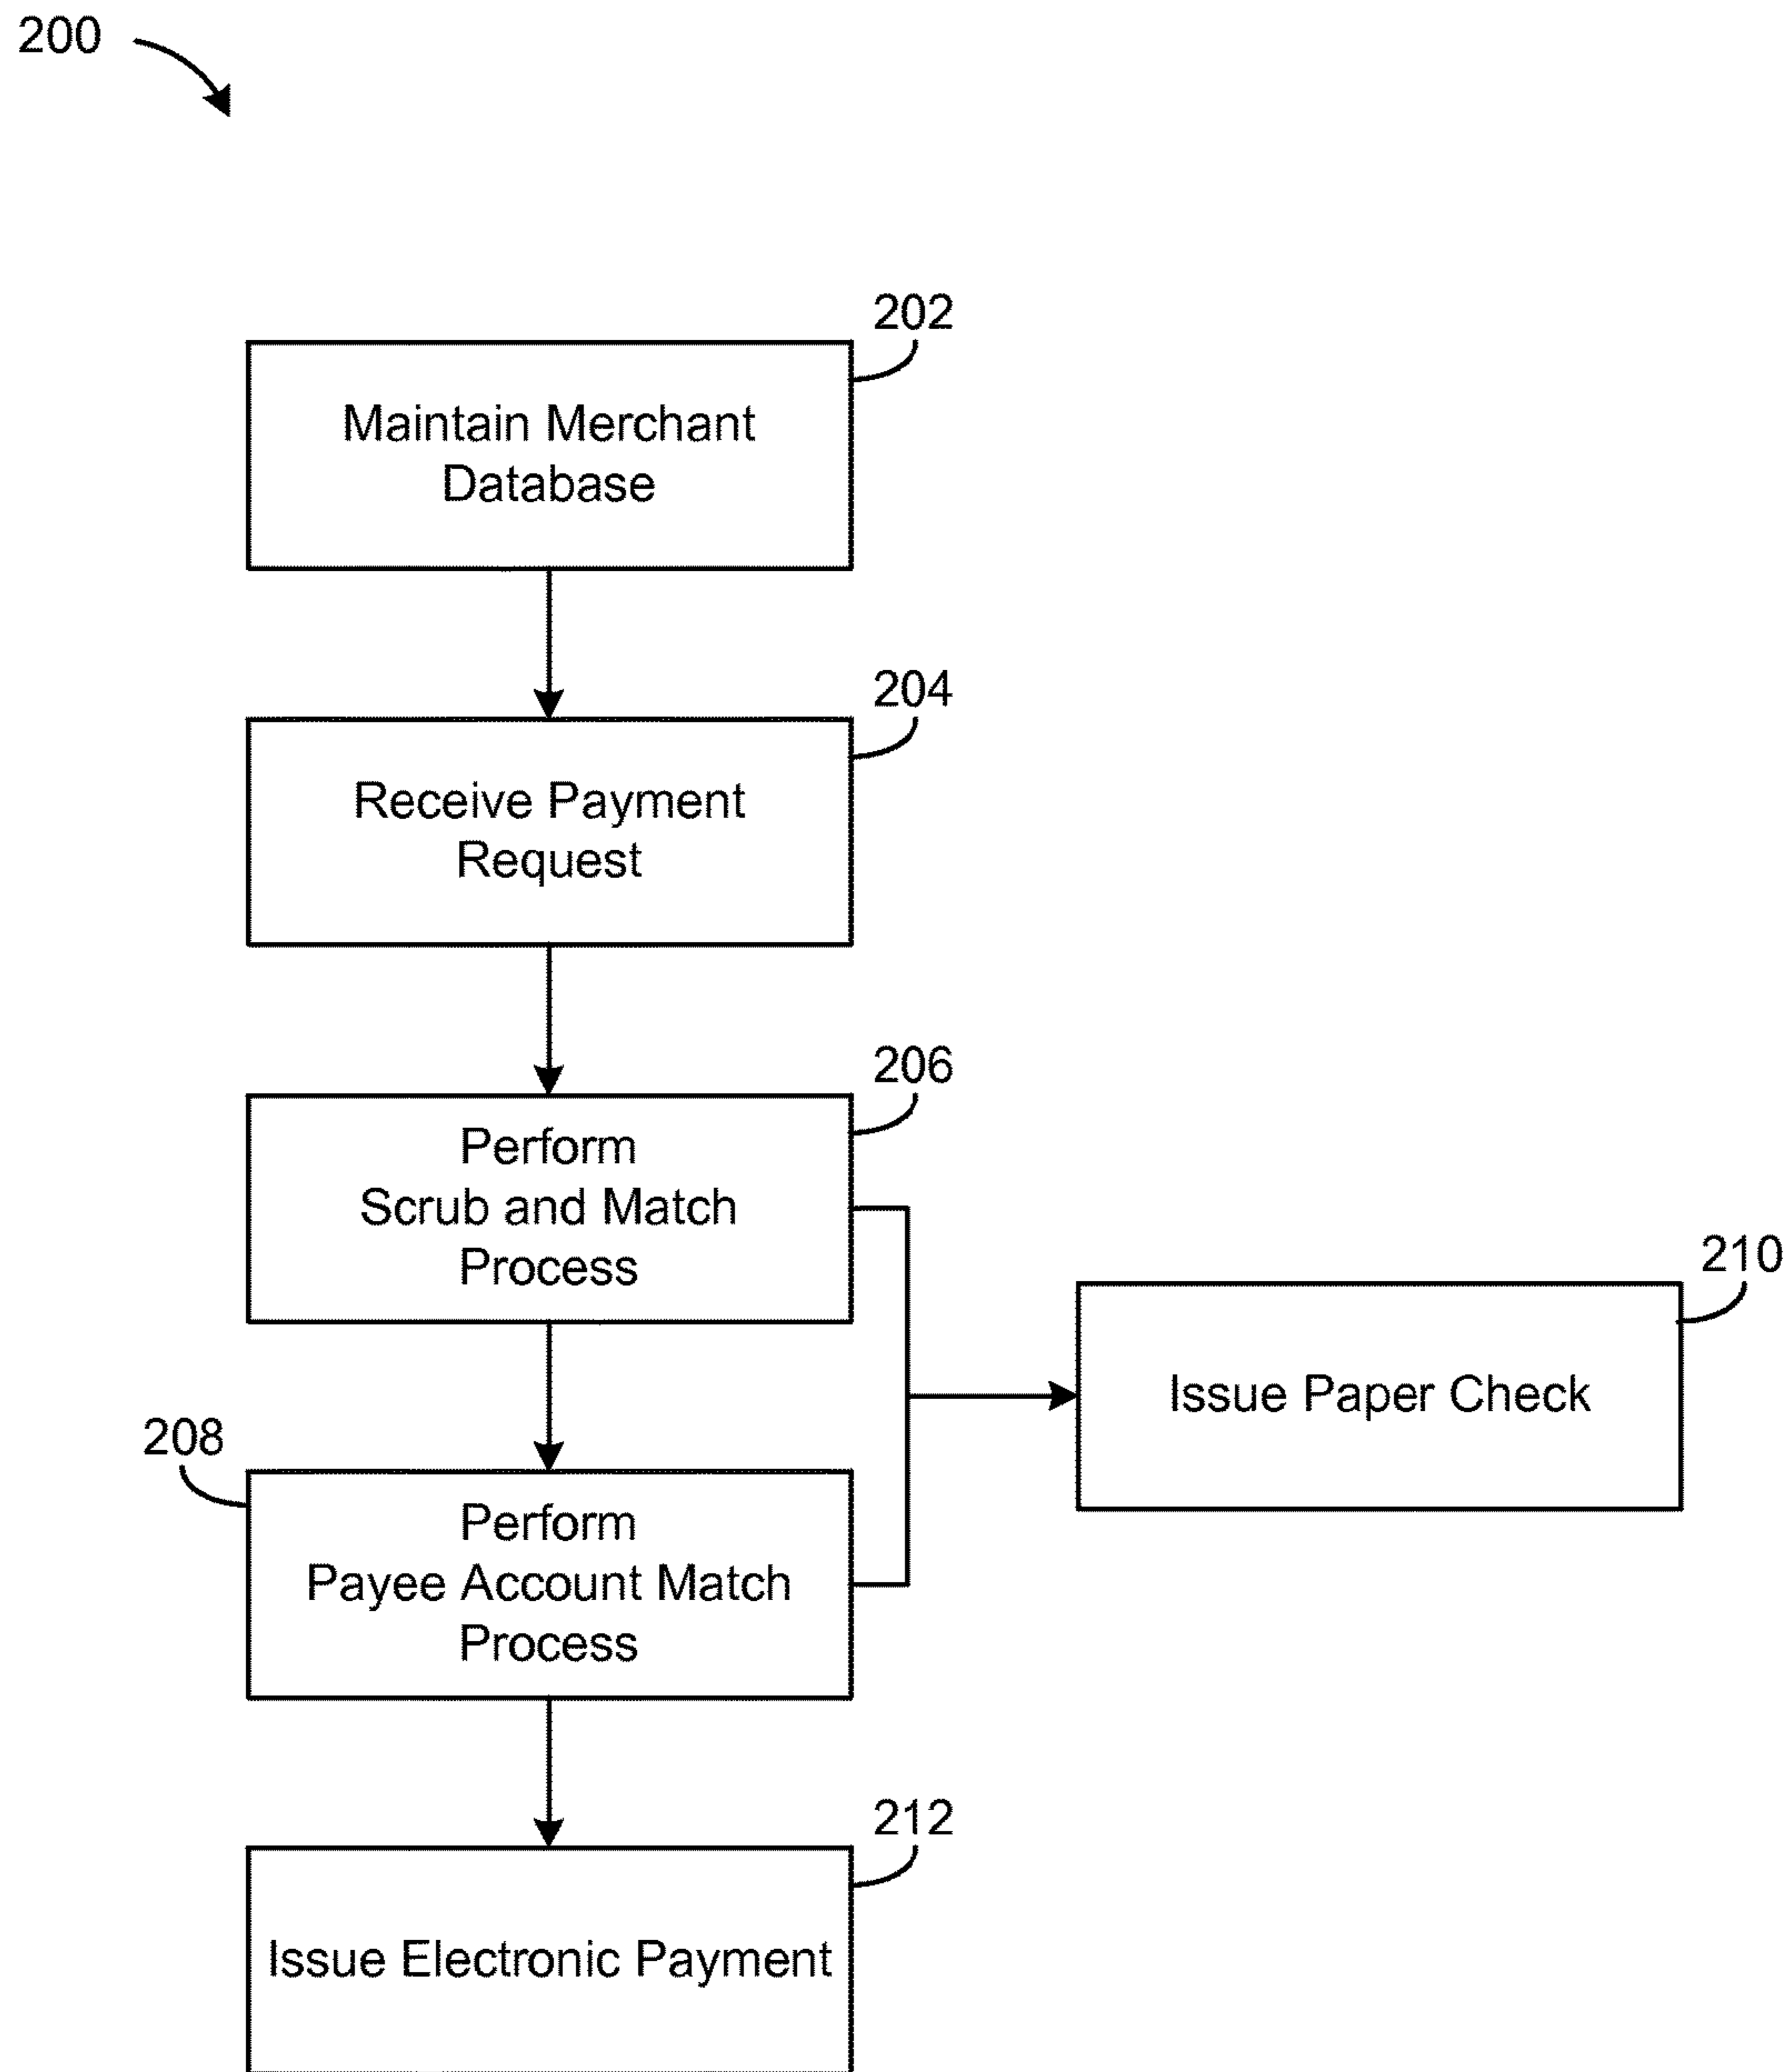 200
202
Maintain Merchant
Database
204
Receive Payment
Request
206
Perform
Scrub and Match
Process
210
Issue Paper Check
208
Perform
Payee Account Match
Process
212
Issue Electronic Payment